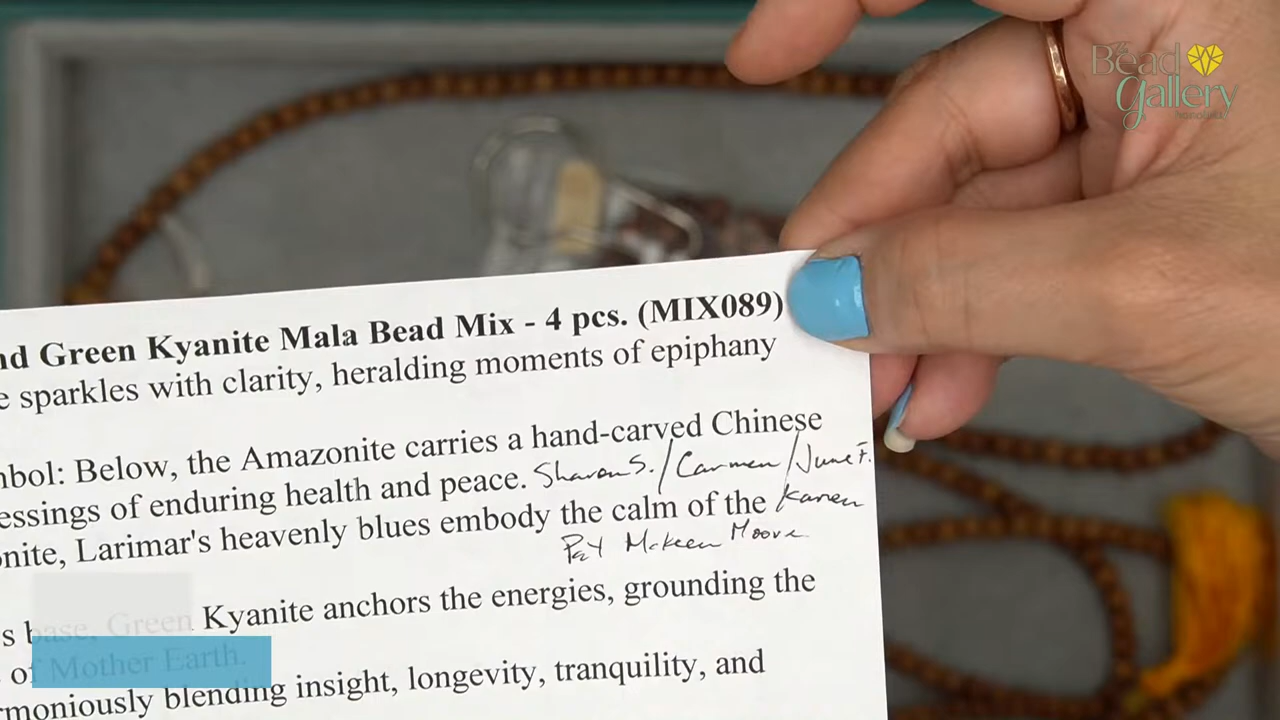 The Bead Gallery
Honolulu
nd Green Kyanite Mala Bead Mix - 4 pcs. (MIX089)
e sparkles with clarity, heralding moments of epiphany
nbol: Below, the Amazonite carries a hand-carved Chinese
essings of enduring health and peace. Sharon S. / Carmen / June F.
onite, Larimar's heavenly blues embody the calm of the Karen
Pat McKeen Moore
s base, Green Kyanite anchors the energies, grounding the
of Mother Earth.
rmoniously blending insight, longevity, tranquility, and